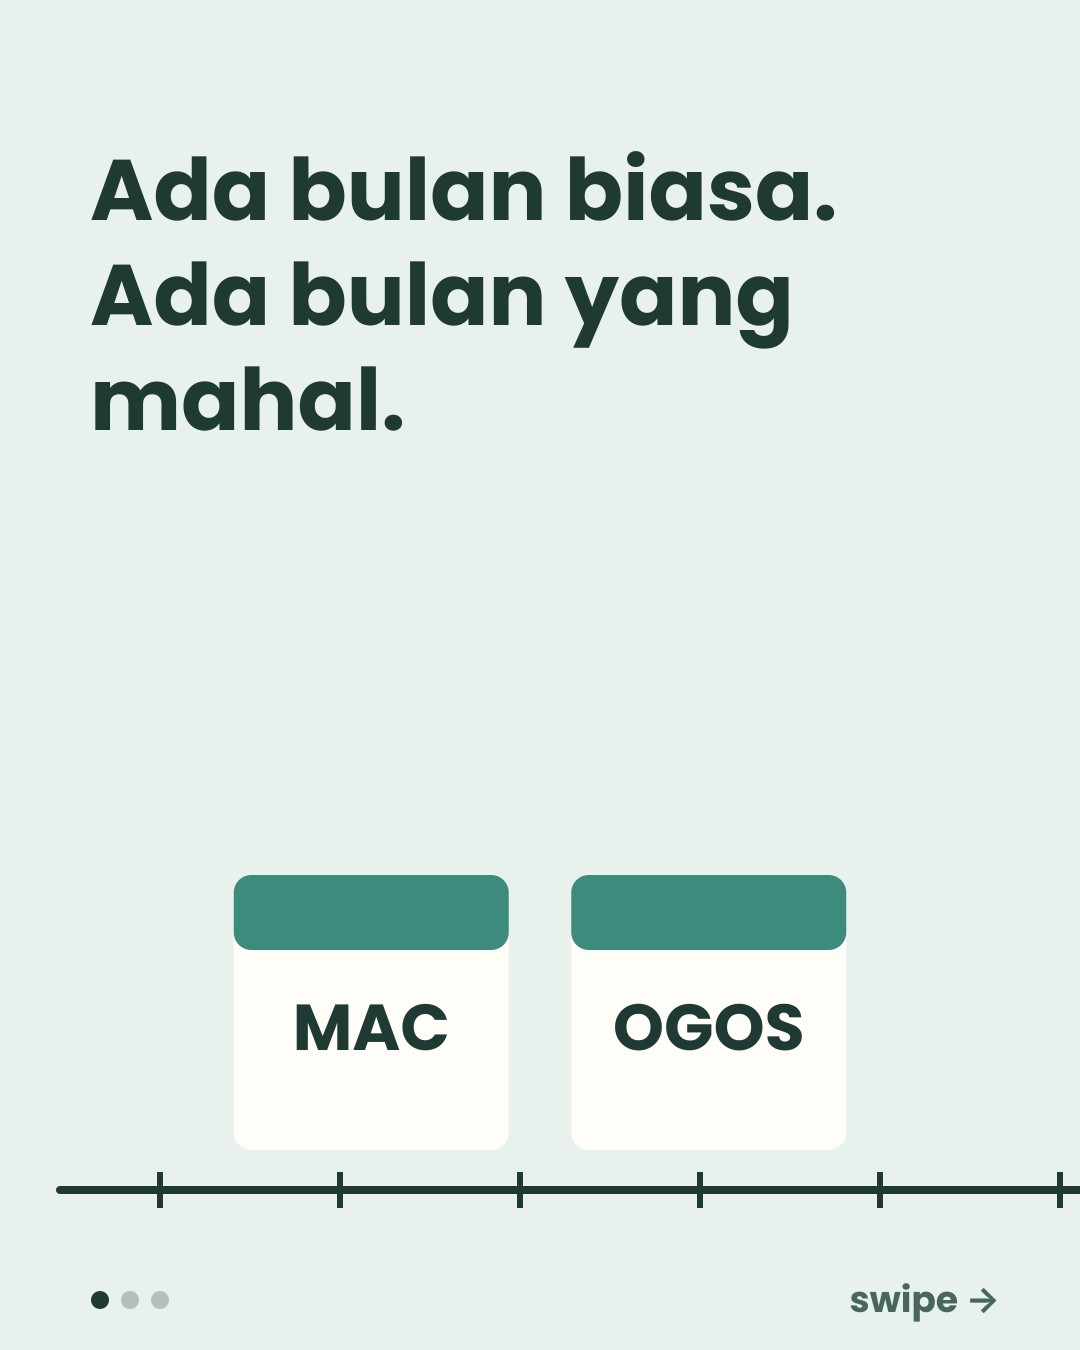 Ada bulan biasa.
Ada bulan yang
mahal.
MAC
OGOS
swipe →